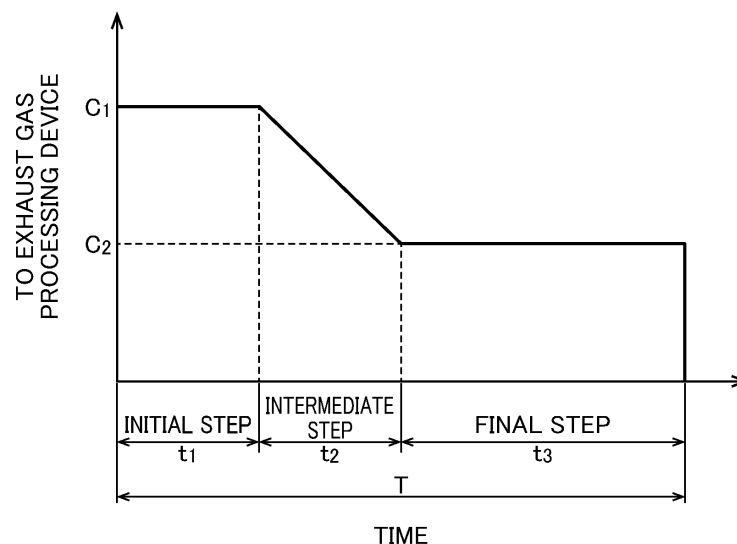 TO EXHAUST GAS
PROCESSING DEVICE
C1
C2
INITIAL STEP
t1
INTERMEDIATE
STEP
t2
FINAL STEP
t3
T
TIME